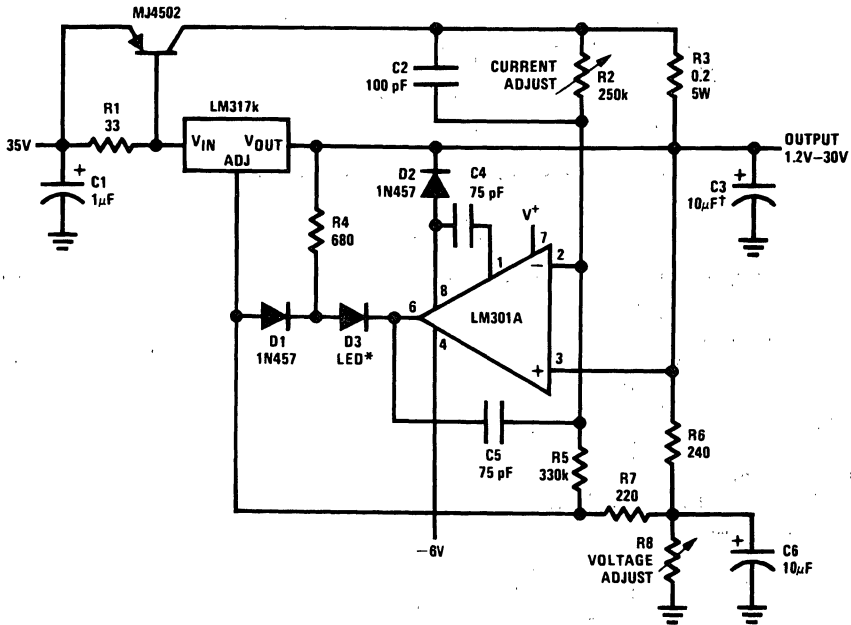 MJ4502
C2
100 pF
CURRENT
ADJUST
R2
250k
R3
0.2
5W
R1
33
LM317k
35V
VIN
VOUT
ADJ
OUTPUT
1.2V–30V
C1
1μF
D2
1N457
C4
75 pF
C3
10μF†
R4
680
V+
7
1
2
8
6
LM301A
4
3
D1
1N457
D3
LED*
C5
75 pF
R5
330k
R6
240
R7
220
–6V
R8
VOLTAGE
ADJUST
C6
10μF